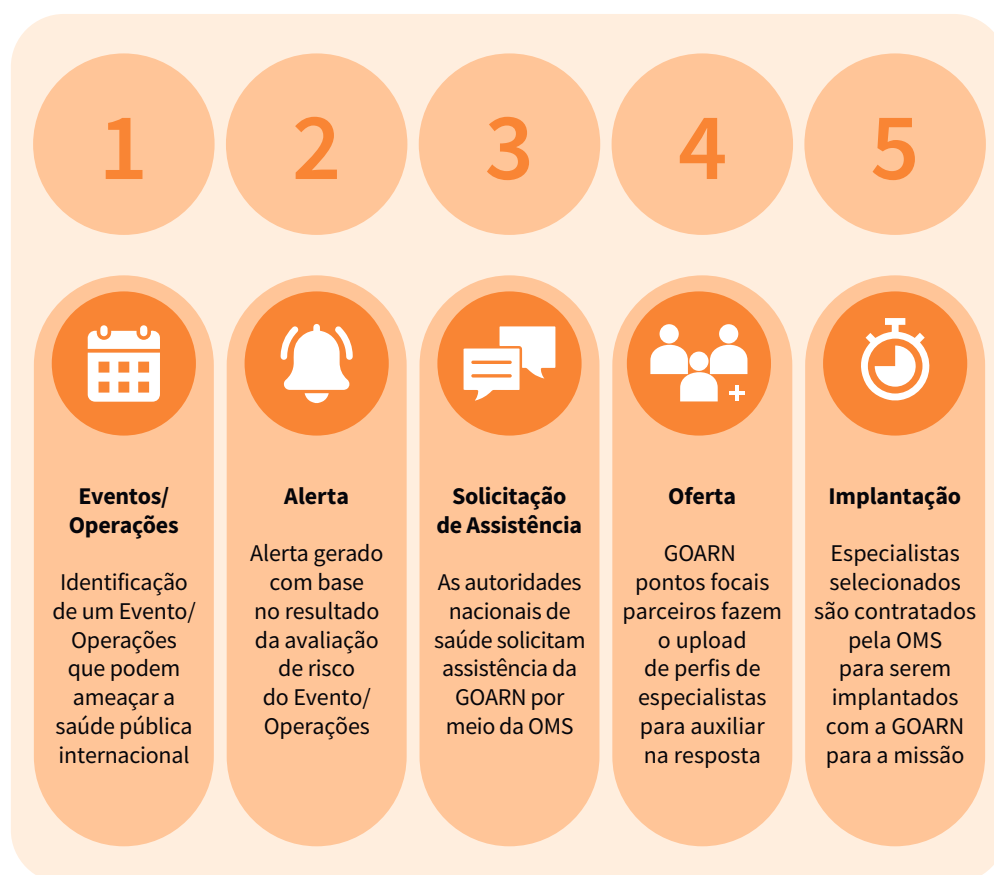 1
2
3
4
5
Eventos/
Operações
Identificação
de um Evento/
Operações
que podem
ameaçar a
saúde pública
internacional
Alerta
Alerta gerado
com base
no resultado
da avaliação
de risco
do Evento/
Operações
Solicitação
de Assistência
As autoridades
nacionais de
saúde solicitam
assistência da
GOARN por
meio da OMS
Oferta
GOARN
pontos focais
parceiros fazem
o upload
de perfis de
especialistas
para auxiliar
na resposta
Implantação
Especialistas
selecionados
são contratados
pela OMS
para serem
implantados
com a GOARN
para a missão